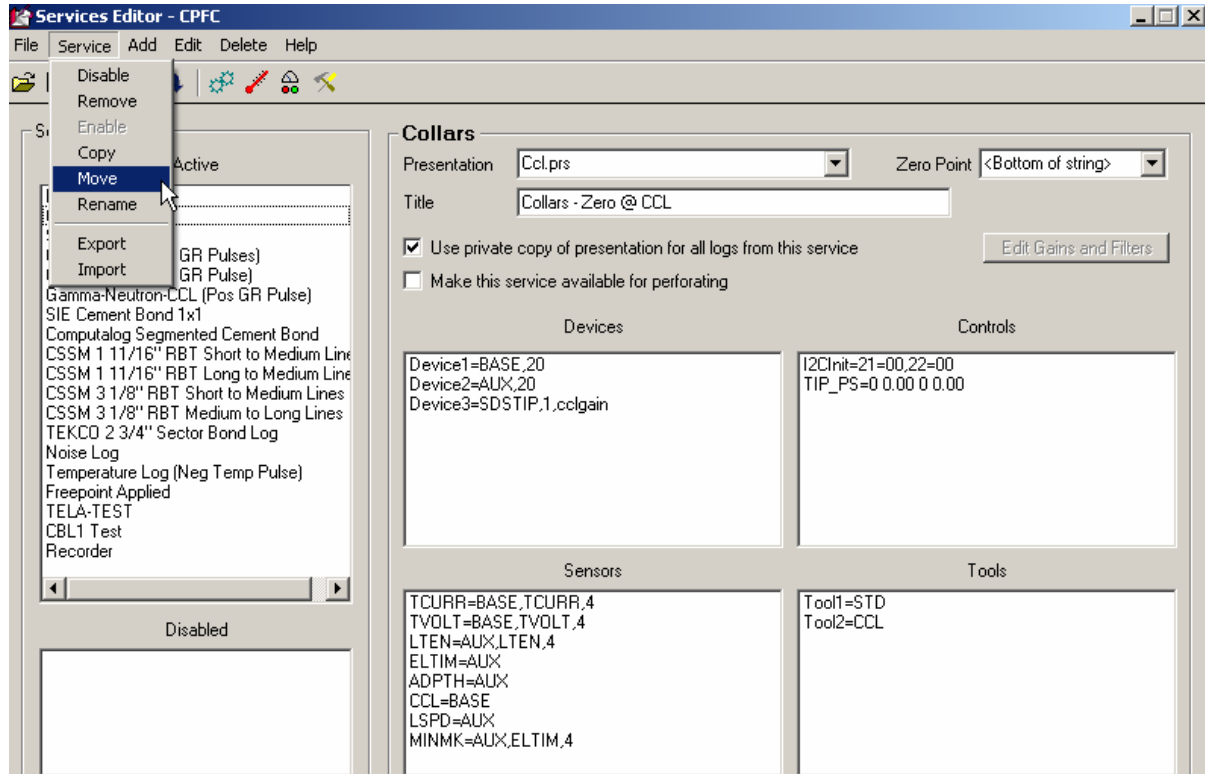 Services Editor - CPFC
File Service Add Edit Delete Help
Disable
Remove
Enable
Copy
Move
Rename
Export
Import
Active
GR Pulses)
GR Pulse)
Gamma-Neutron-CCL (Pos GR Pulse)
SIE Cement Bond 1x1
Computalog Segmented Cement Bond
CSSM 1 11/16" RBT Short to Medium Line
CSSM 1 11/16" RBT Long to Medium Line
CSSM 3 1/8" RBT Short to Medium Lines
CSSM 3 1/8" RBT Medium to Long Lines
TEKCO 2 3/4" Sector Bond Log
Noise Log
Temperature Log (Neg Temp Pulse)
Freepoint Applied
TELA-TEST
CBL1 Test
Recorder
Disabled
Collars
Presentation Ccl.prs Zero Point <Bottom of string>
Title Collars - Zero @ CCL
Use private copy of presentation for all logs from this service Edit Gains and Filters
Make this service available for perforating
Devices
Device1=BASE,20
Device2=AUX,20
Device3=SDSTIP,1,cclgain
Controls
I2CInit=21=00,22=00
TIP_PS=0 0.00 0 0.00
Sensors
TCURR=BASE,TCURR,4
TVOLT=BASE,TVOLT,4
LTEN=AUX,LTEN,4
ELTIM=AUX
ADPTH=AUX
CCL=BASE
LSPD=AUX
MINMK=AUX,ELTIM,4
Tools
Tool1=STD
Tool2=CCL